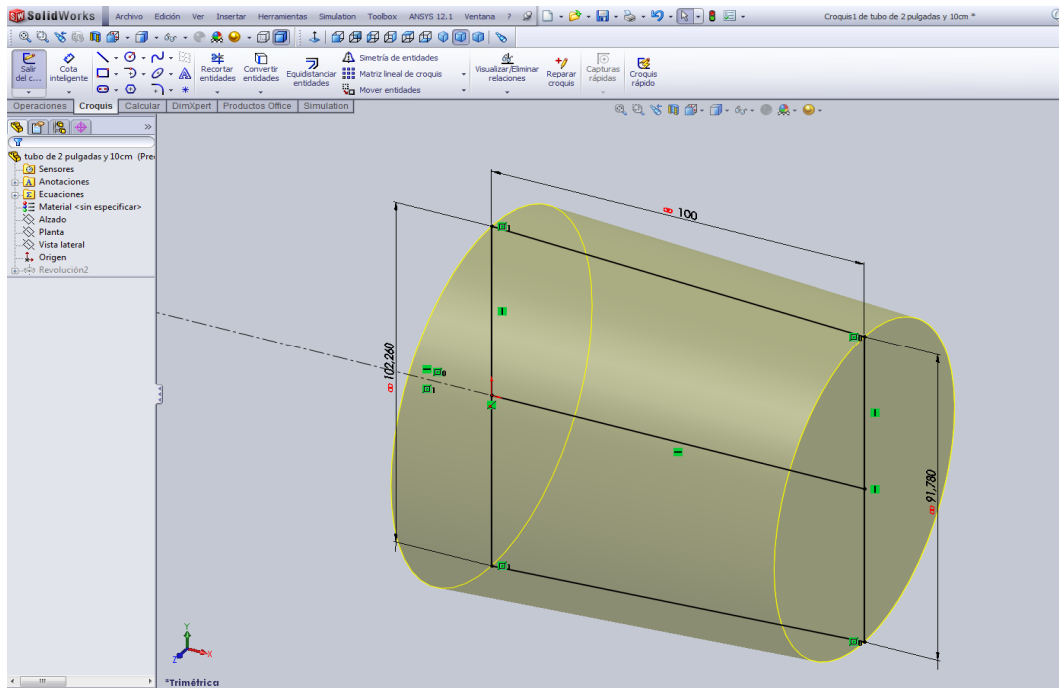 SolidWorks Archivo Edición Ver Insertar Herramientas Simulation Toolbox ANSYS 12.1 Ventana ? Croquis1 de tubo de 2 pulgadas y 10cm *
Salir del c...
Cota inteligente
Recortar entidades
Convertir entidades
Equidistanciar entidades
Simetría de entidades
Matriz lineal de croquis
Mover entidades
Visualizar/Eliminar relaciones
Reparar croquis
Capturas rápidas
Croquis rápido
Operaciones Croquis Calcular DimXpert Productos Office Simulation
tubo de 2 pulgadas y 10cm (Pre
Sensores
Anotaciones
Ecuaciones
Material <sin especificar>
Alzado
Planta
Vista lateral
Origen
Revolución2
100
102,260
91,780
Y
X
Z
*Trimétrica